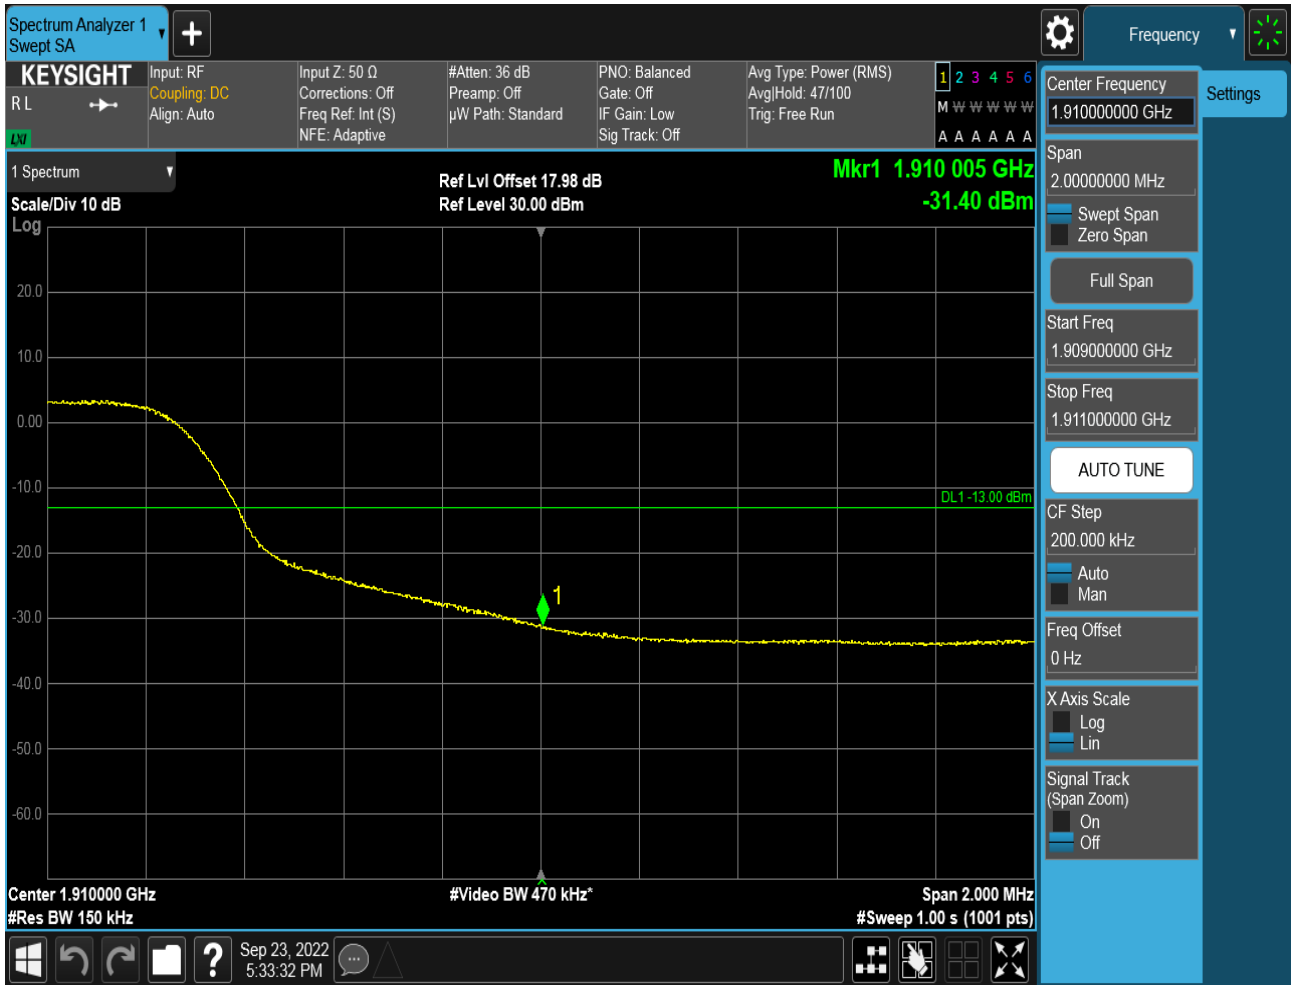 Spectrum Analyzer 1
Swept SA
Frequency
KEYSIGHT
R L
LXI
Input: RF
Coupling: DC
Align: Auto
Input Z: 50 Ω
Corrections: Off
Freq Ref: Int (S)
NFE: Adaptive
#Atten: 36 dB
Preamp: Off
µW Path: Standard
PNO: Balanced
Gate: Off
IF Gain: Low
Sig Track: Off
Avg Type: Power (RMS)
Avg|Hold: 47/100
Trig: Free Run
1 2 3 4 5 6
M W W W W W
A A A A A A
1 Spectrum
Scale/Div 10 dB
Log
Ref Lvl Offset 17.98 dB
Ref Level 30.00 dBm
Mkr1 1.910 005 GHz
-31.40 dBm
20.0
10.0
0.00
-10.0
DL1 -13.00 dBm
-20.0
1
-30.0
-40.0
-50.0
-60.0
Center 1.910000 GHz
#Video BW 470 kHz*
Span 2.000 MHz
#Res BW 150 kHz
#Sweep 1.00 s (1001 pts)
Center Frequency
1.910000000 GHz
Settings
Span
2.00000000 MHz
Swept Span
Zero Span
Full Span
Start Freq
1.909000000 GHz
Stop Freq
1.911000000 GHz
AUTO TUNE
CF Step
200.000 kHz
Auto
Man
Freq Offset
0 Hz
X Axis Scale
Log
Lin
Signal Track
(Span Zoom)
On
Off
?
Sep 23, 2022
5:33:32 PM